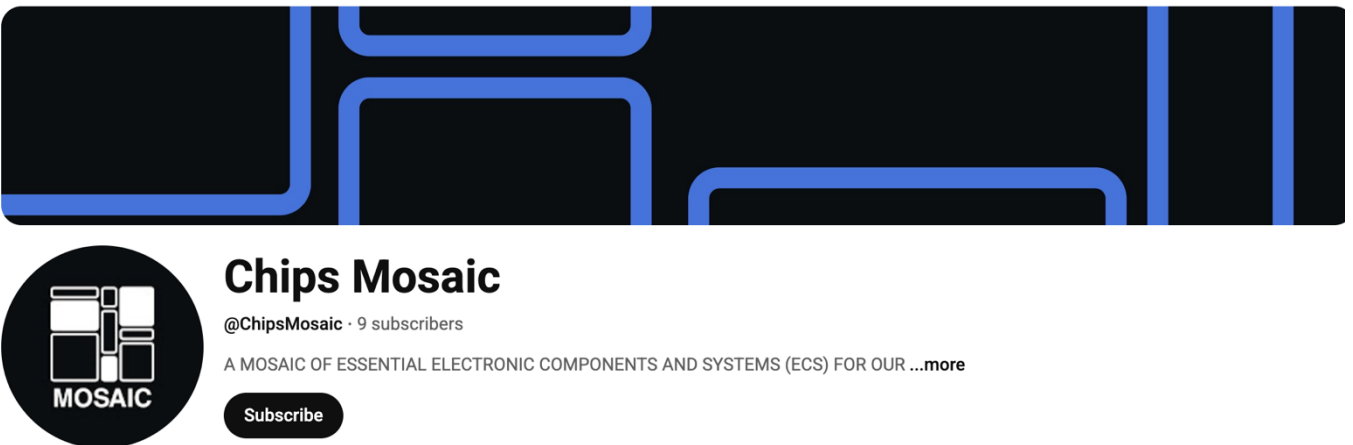 MOSAIC
Chips Mosaic
@ChipsMosaic · 9 subscribers
A MOSAIC OF ESSENTIAL ELECTRONIC COMPONENTS AND SYSTEMS (ECS) FOR OUR ...more
Subscribe